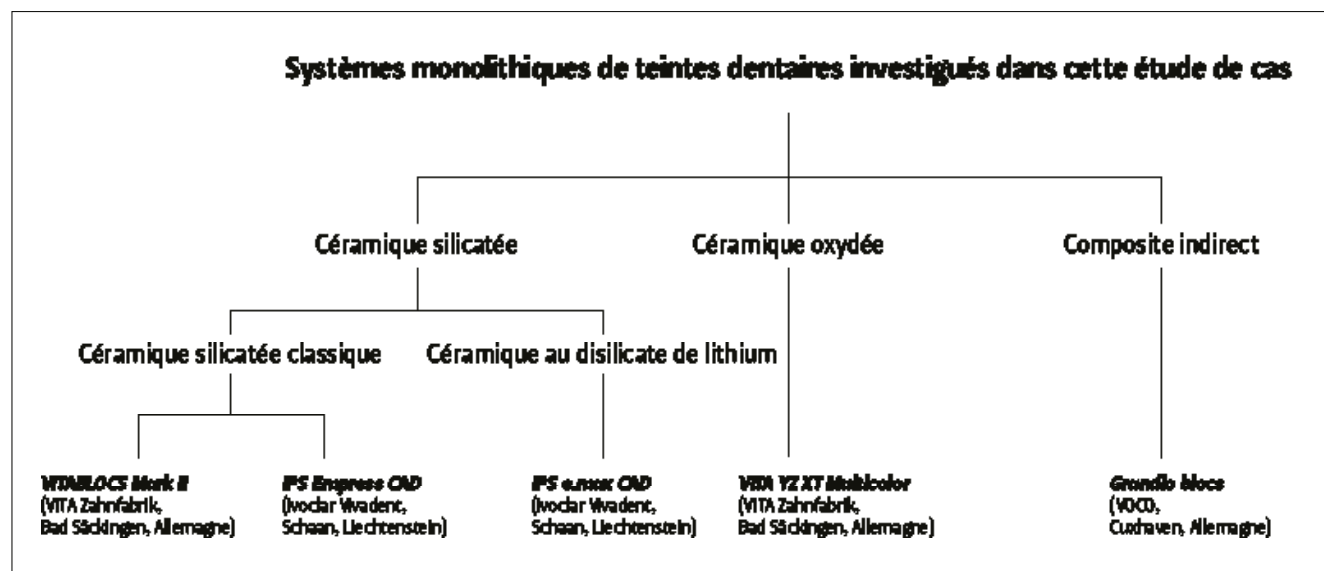 Systèmes monolithiques de teintes dentaires investigués dans cette étude de cas
Céramique silicatée
Céramique oxydée
Composite indirect
Céramique silicatée classique
Céramique au disilicate de lithium
VITABLOCS Mark II
(VITA Zahnfabrik,
Bad Säckingen, Allemagne)
IPS Empress CAD
(Ivoclar Vivadent,
Schaan, Liechtenstein)
IPS e.max CAD
(Ivoclar Vivadent,
Schaan, Liechtenstein)
VITA YZ XT Multicolor
(VITA Zahnfabrik,
Bad Säckingen, Allemagne)
Grandio blocs
(VOCO,
Cuxhaven, Allemagne)